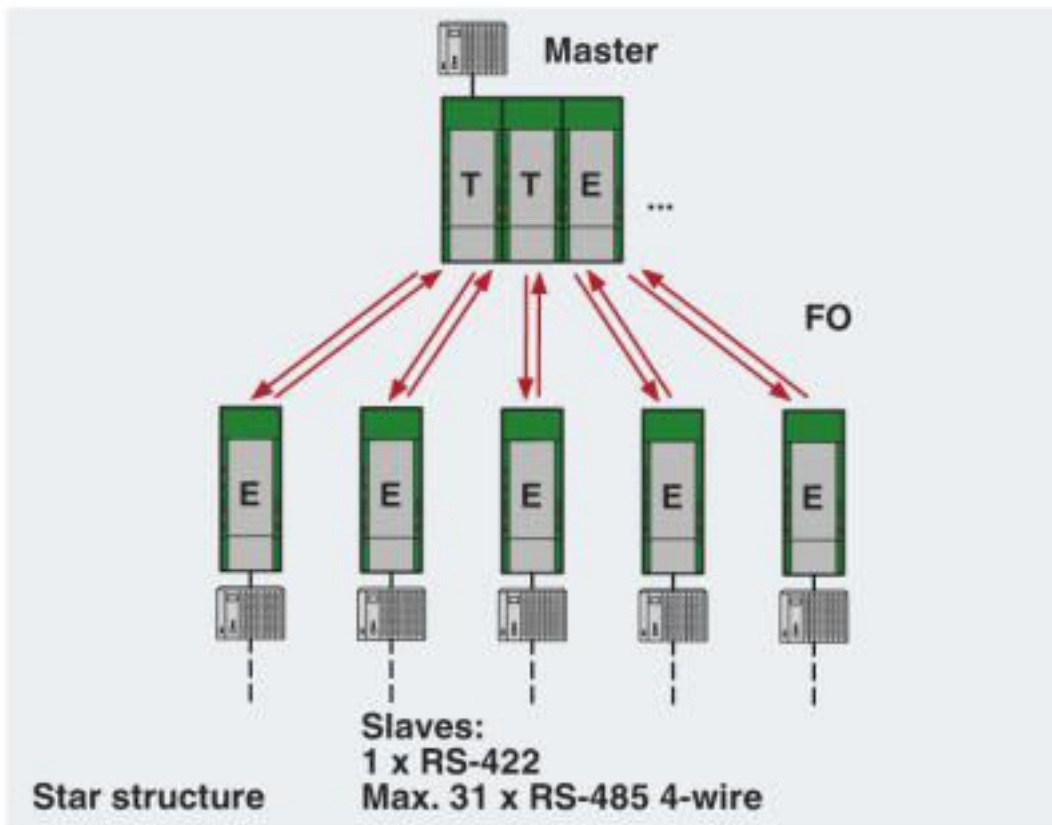 Master
T T E ...
FO
E E E E E
Slaves:
1 x RS-422
Star structure Max. 31 x RS-485 4-wire